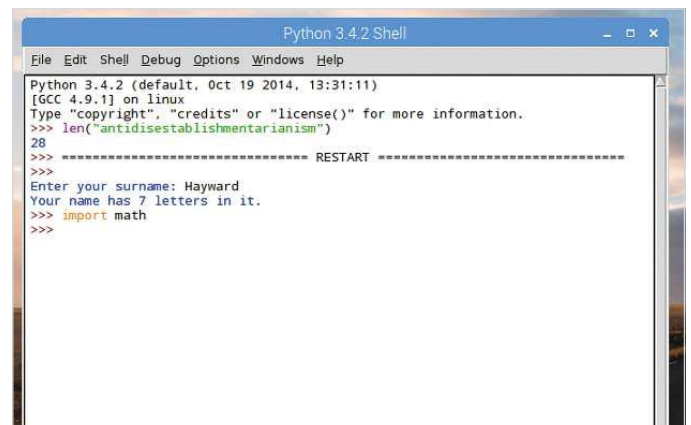 Python 3.4.2 Shell
File Edit Shell Debug Options Windows Help
Python 3.4.2 (default, Oct 19 2014, 13:31:11)
[GCC 4.9.1] on linux
Type "copyright", "credits" or "license()" for more information.
>>> len("antidisestablishmentarianism")
28
>>> ================================ RESTART ================================
>>>
Enter your surname: Hayward
Your name has 7 letters in it.
>>> import math
>>>